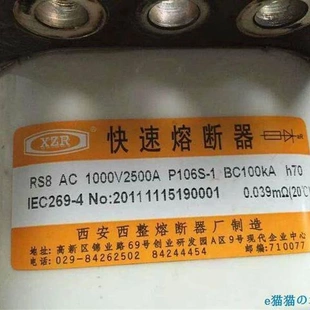 XZR 快速熔断器
RS8 AC 1000V2500A P106S-1 BC100kA h70
IEC269-4 No:20111115190001 0.039mΩ(20℃)
西安西整熔断器厂制造
地址:高新区锦业路69号创业研发园A区9号现代企业中心
电话:029-84262502 84244454 邮编:710077
e猫猫の